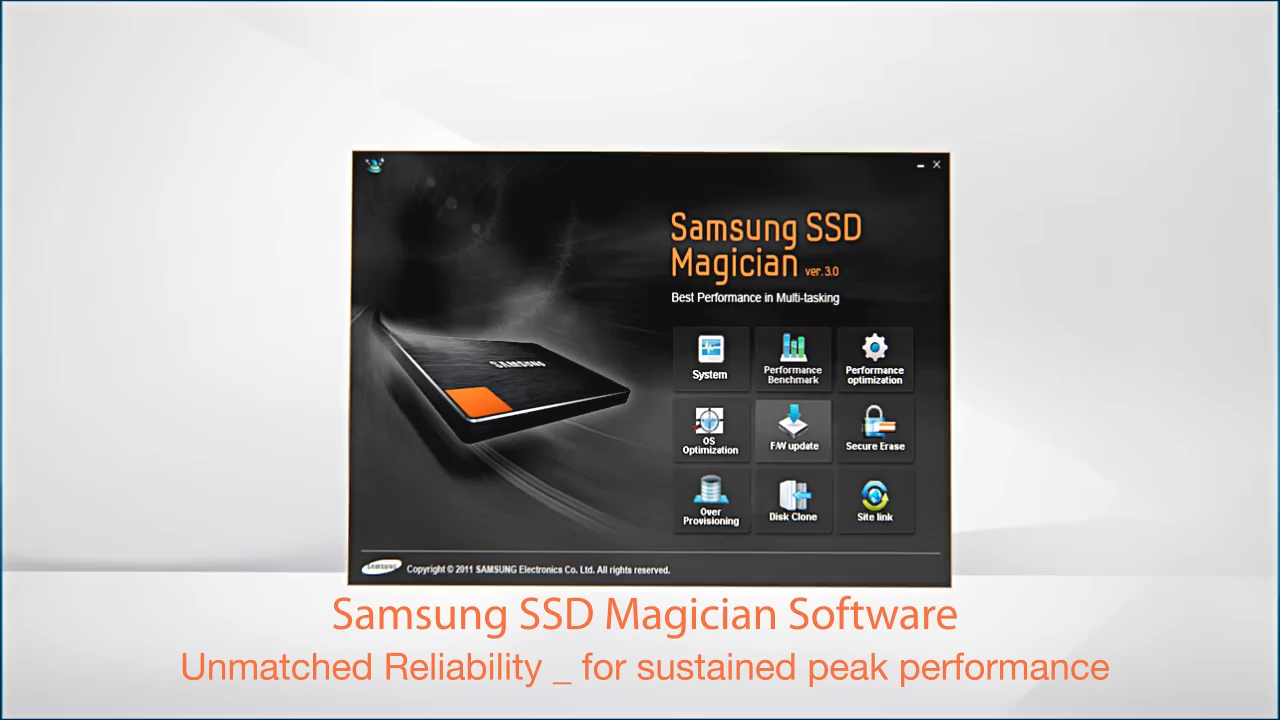 Samsung SSD
Magician ver. 3.0
Best Performance in Multi-tasking
SAMSUNG
System
Performance
Benchmark
Performance
optimization
OS
Optimization
F/W update
Secure Erase
Over
Provisioning
Disk Clone
Site link
SAMSUNG
Copyright © 2011 SAMSUNG Electronics Co. Ltd. All rights reserved.
Samsung SSD Magician Software
Unmatched Reliability _ for sustained peak performance